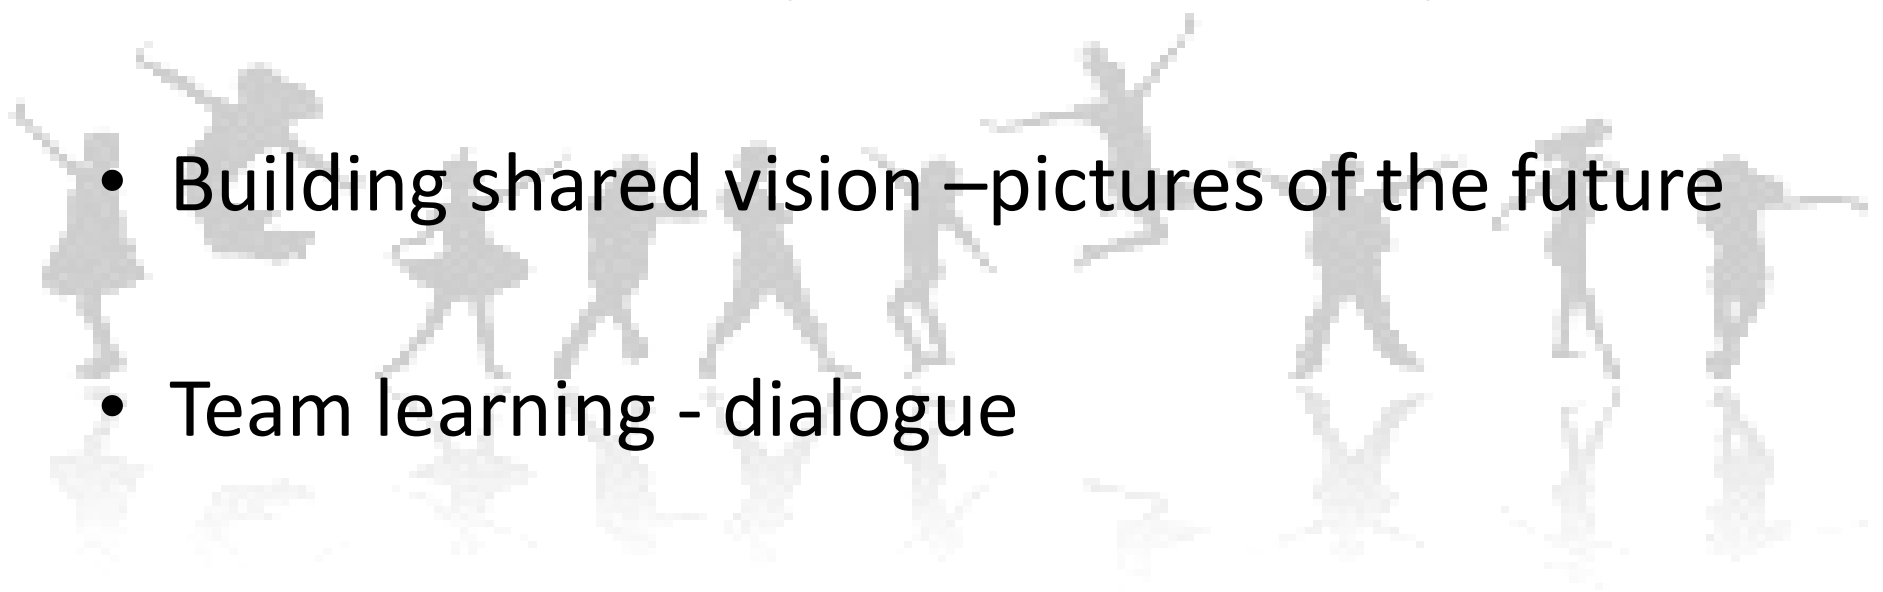 • Building shared vision –pictures of the future
• Team learning - dialogue